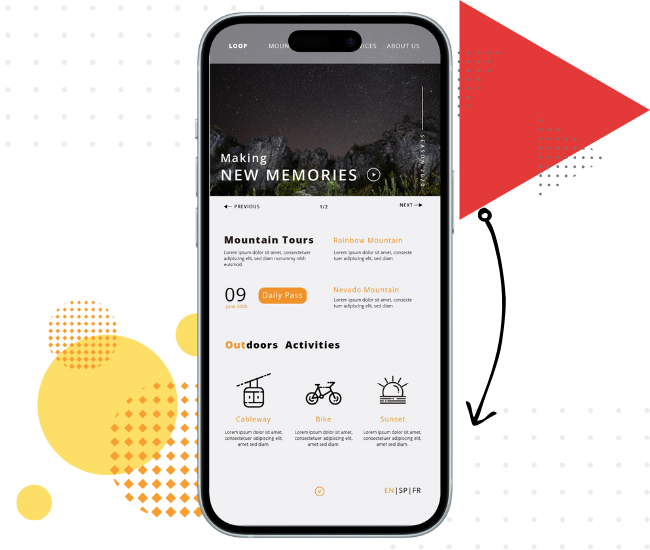 LOOP MOUN ICES ABOUT US
Making
NEW MEMORIES
PREVIOUS 1/2 NEXT
Mountain Tours
Lorem ipsum dolor sit amet, consectetuer
adipiscing elit, sed diam nonummy nibh
euismod.
Rainbow Mountain
Lorem ipsum dolor sit amet, consecte
tuer adipiscing elit, sed diam
09
June 2020
Daily Pass
Nevado Mountain
Lorem ipsum dolor sit amet, consecte
tuer adipiscing elit, sed diam
Outdoors Activities
Cableway
Lorem ipsum dolor sit amet,
consectetuer adipiscing elit,
amet sed diam
Bike
Lorem ipsum dolor sit amet,
consectetuer adipiscing elit,
amet sed diam.
Sunset
Lorem ipsum dolor sit amet,
consectetuer adipiscing elit,
amet sed diam.
V
EN|SP|FR